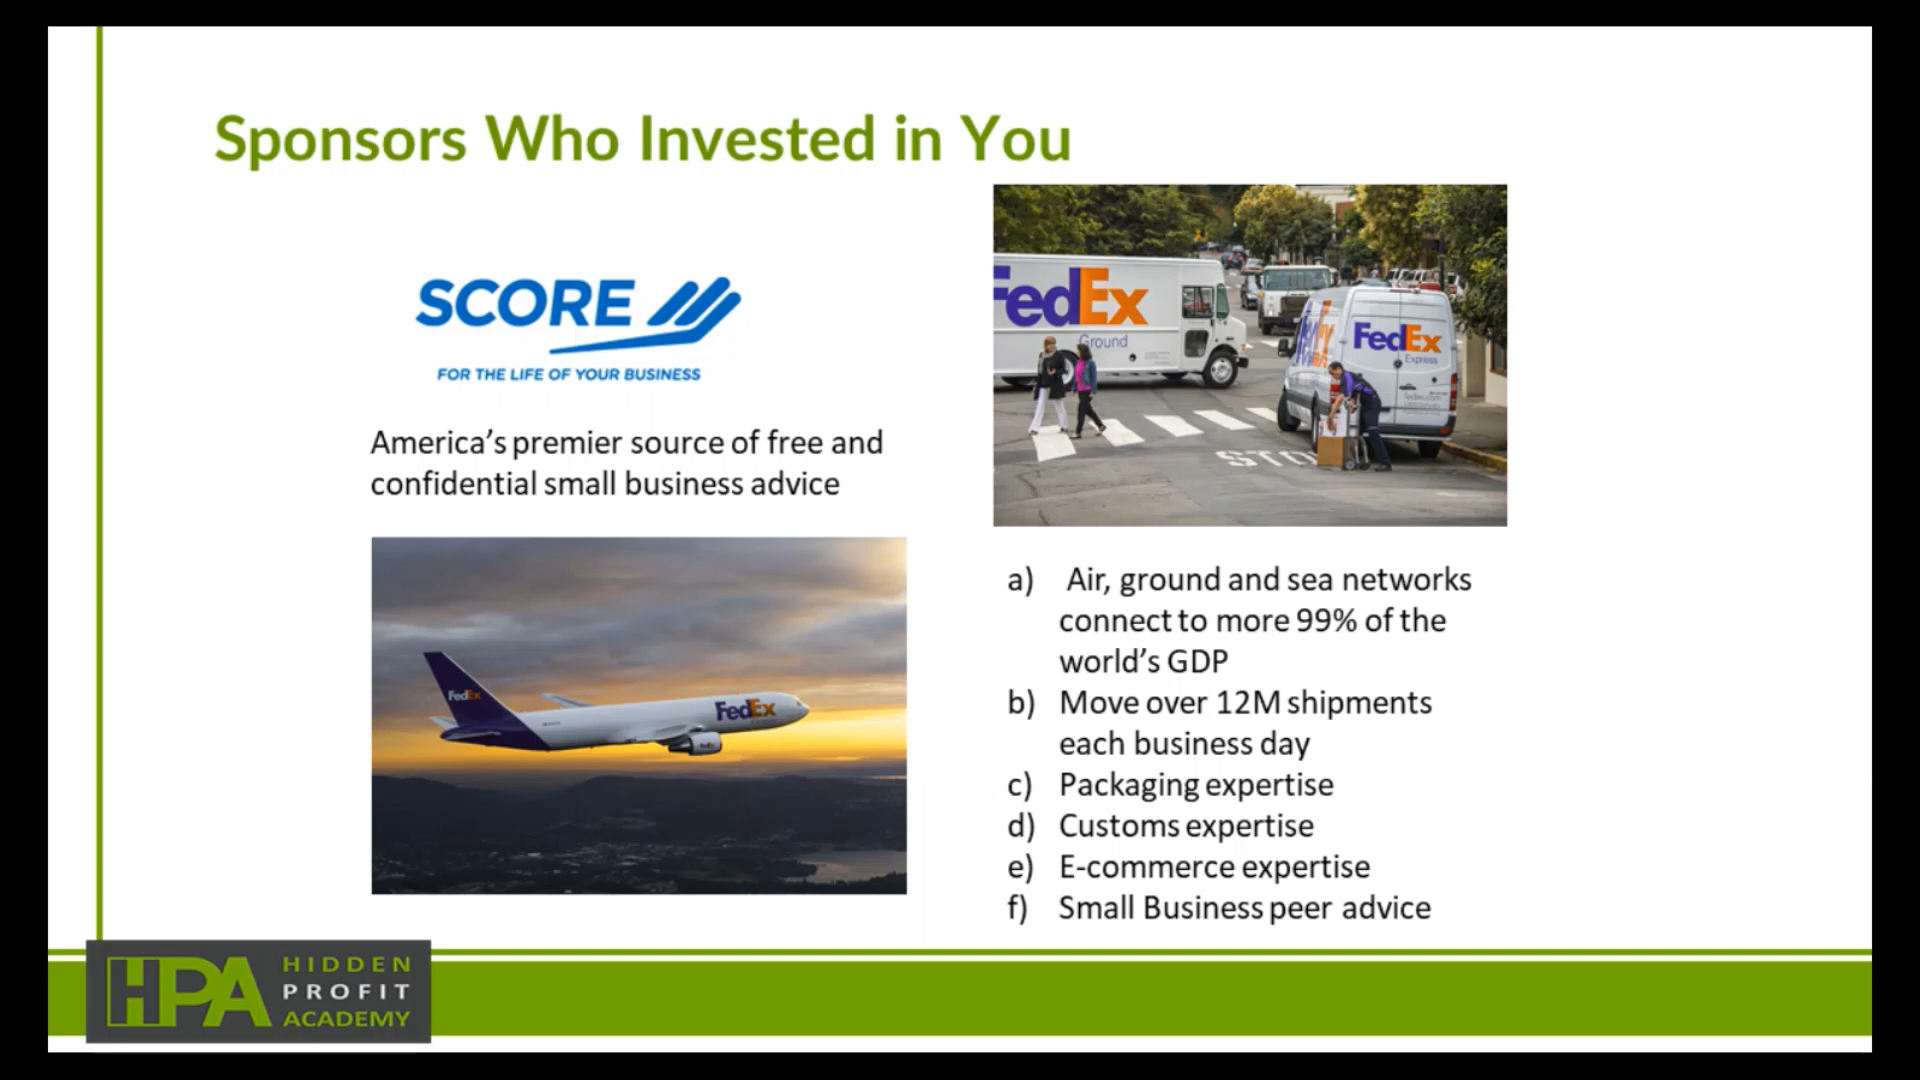 Sponsors Who Invested in You
SCORE
FOR THE LIFE OF YOUR BUSINESS
America's premier source of free and
confidential small business advice
FedEx
FedEx
FedEx
FedEx
Ground
FedEx
Express
fedex.com
STO
a) Air, ground and sea networks
connect to more 99% of the
world's GDP
b) Move over 12M shipments
each business day
c) Packaging expertise
d) Customs expertise
e) E-commerce expertise
f) Small Business peer advice
HPA
HIDDEN
PROFIT
ACADEMY